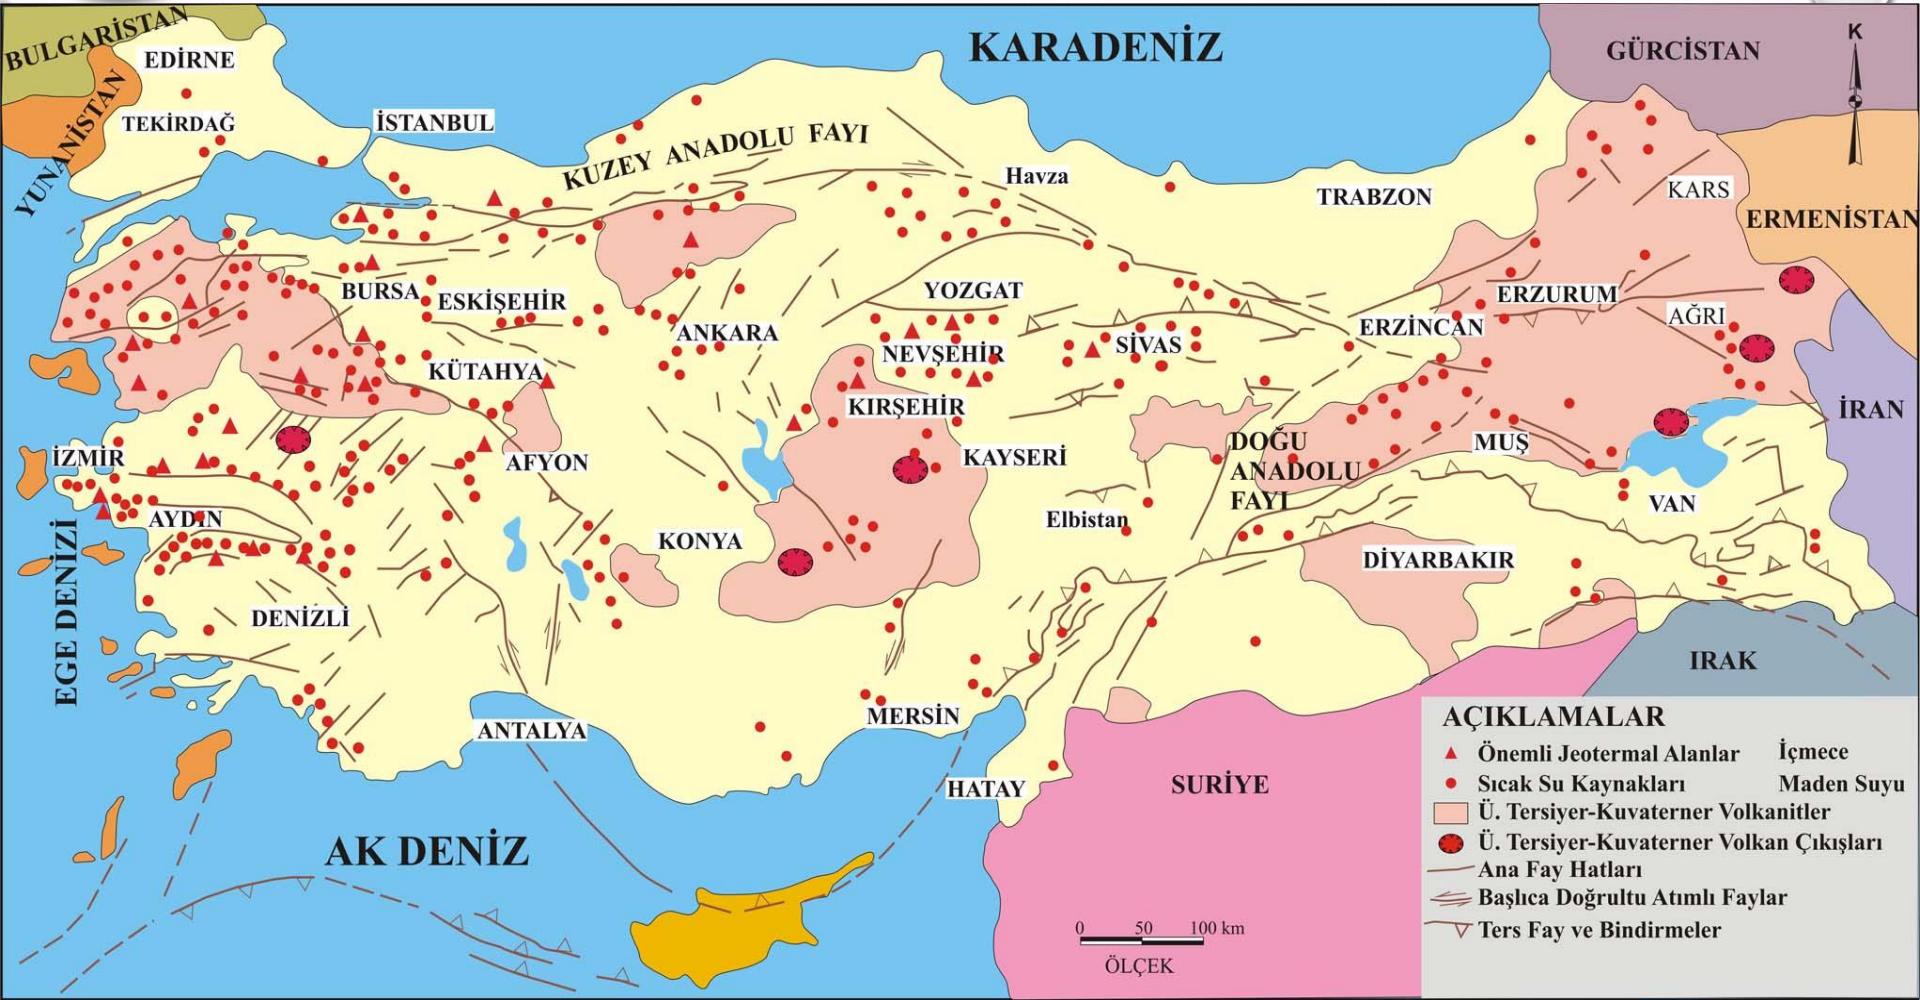 BULGARİSTAN
EDİRNE
KARADENİZ
GÜRCİSTAN
K
YUNANİSTAN
TEKİRDAĞ
İSTANBUL
KUZEY ANADOLU FAYI
Havza
TRABZON
KARS
ERMENİSTAN
BURSA
ESKİŞEHİR
ANKARA
YOZGAT
ERZURUM
AĞRI
ERZİNCAN
SİVAS
NEVŞEHİR
KÜTAHYA
KIRŞEHİR
İRAN
İZMİR
AFYON
KAYSERİ
DOĞU
ANADOLU
FAYI
MUŞ
VAN
AYDIN
KONYA
Elbistan
DİYARBAKIR
EGE DENİZİ
DENİZLİ
IRAK
ANTALYA
MERSİN
HATAY
SURİYE
AK DENİZ
0 50 100 km
ÖLÇEK
AÇIKLAMALAR
Önemli Jeotermal Alanlar İçmece
Sıcak Su Kaynakları Maden Suyu
Ü. Tersiyer-Kuvaterner Volkanitler
Ü. Tersiyer-Kuvaterner Volkan Çıkışları
Ana Fay Hatları
Başlıca Doğrultu Atımlı Faylar
Ters Fay ve Bindirmeler